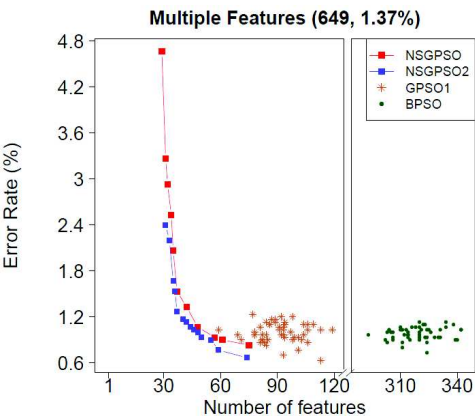 Multiple Features (649, 1.37%)
4.8
4.2
3.6
3
2.4
1.8
1.2
0.6
Error Rate (%)
NSGPSO
NSGPSO2
GPSO1
BPSO
1 30 60 90 120 310 340
Number of features